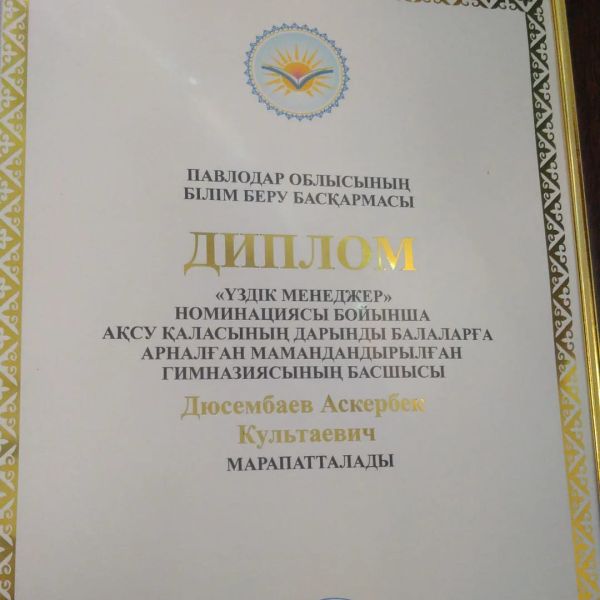 ПАВЛОДАР ОБЛЫСЫНЫҢ
БІЛІМ БЕРУ БАСҚАРМАСЫ
ДИПЛОМ
«ҮЗДІК МЕНЕДЖЕР»
НОМИНАЦИЯСЫ БОЙЫНША
АҚСУ ҚАЛАСЫНЫҢ ДАРЫНДЫ БАЛАЛАРҒА
АРНАЛҒАН МАМАНДАНДЫРЫЛҒАН
ГИМНАЗИЯСЫНЫҢ БАСШЫСЫ
Дюсембаев Аскербек
Культаевич
МАРАПАТТАЛАДЫ